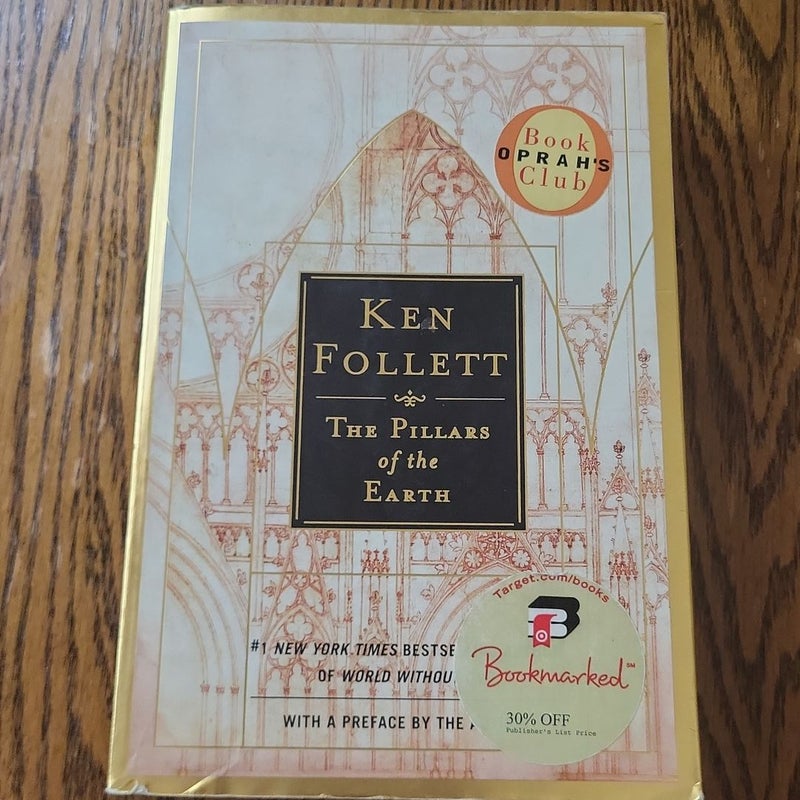 Book
OPRAH'S
Club
KEN
FOLLETT
THE PILLARS
of the
EARTH
Target.com/books
#1 NEW YORK TIMES BESTSE
Bookmarked SM
OF WORLD WITHOU
30% OFF
Publisher's List Price
WITH A PREFACE BY THE A